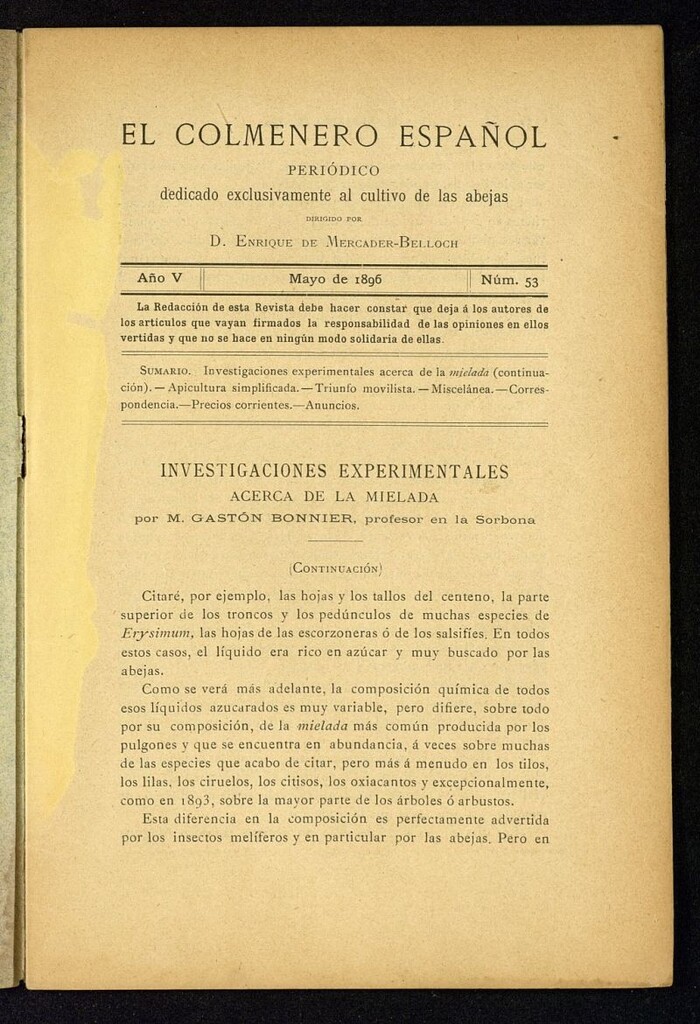 EL COLMENERO ESPAÑOL
PERIÓDICO
dedicado exclusivamente al cultivo de las abejas
DIRIGIDO POR
D. ENRIQUE DE MERCADER-BELLOCH
Año V Mayo de 1896 Núm. 53
La Redacción de esta Revista debe hacer constar que deja á los autores de
los artículos que vayan firmados la responsabilidad de las opiniones en ellos
vertidas y que no se hace en ningún modo solidaria de ellas.
SUMARIO. Investigaciones experimentales acerca de la mielada (continua-
ción). — Apicultura simplificada. — Triunfo movilista. — Miscelánea. — Corres-
pondencia.—Precios corrientes.—Anuncios.
INVESTIGACIONES EXPERIMENTALES
ACERCA DE LA MIELADA
por M. GASTÓN BONNIER, profesor en la Sorbona
(CONTINUACIÓN)
Citaré, por ejemplo, las hojas y los tallos del centeno, la parte
superior de los troncos y los pedúnculos de muchas especies de
Erysimum, las hojas de las escorzoneras ó de los salsifíes. En todos
estos casos, el líquido era rico en azúcar y muy buscado por las
abejas.
Como se verá más adelante, la composición química de todos
esos líquidos azucarados es muy variable, pero difiere, sobre todo
por su composición, de la mielada más común producida por los
pulgones y que se encuentra en abundancia, á veces sobre muchas
de las especies que acabo de citar, pero más á menudo en los tilos,
los lilas, los ciruelos, los citisos, los oxiacantos y excepcionalmente,
como en 1893, sobre la mayor parte de los árboles ó arbustos.
Esta diferencia en la composición es perfectamente advertida
por los insectos melíferos y en particular por las abejas. Pero en